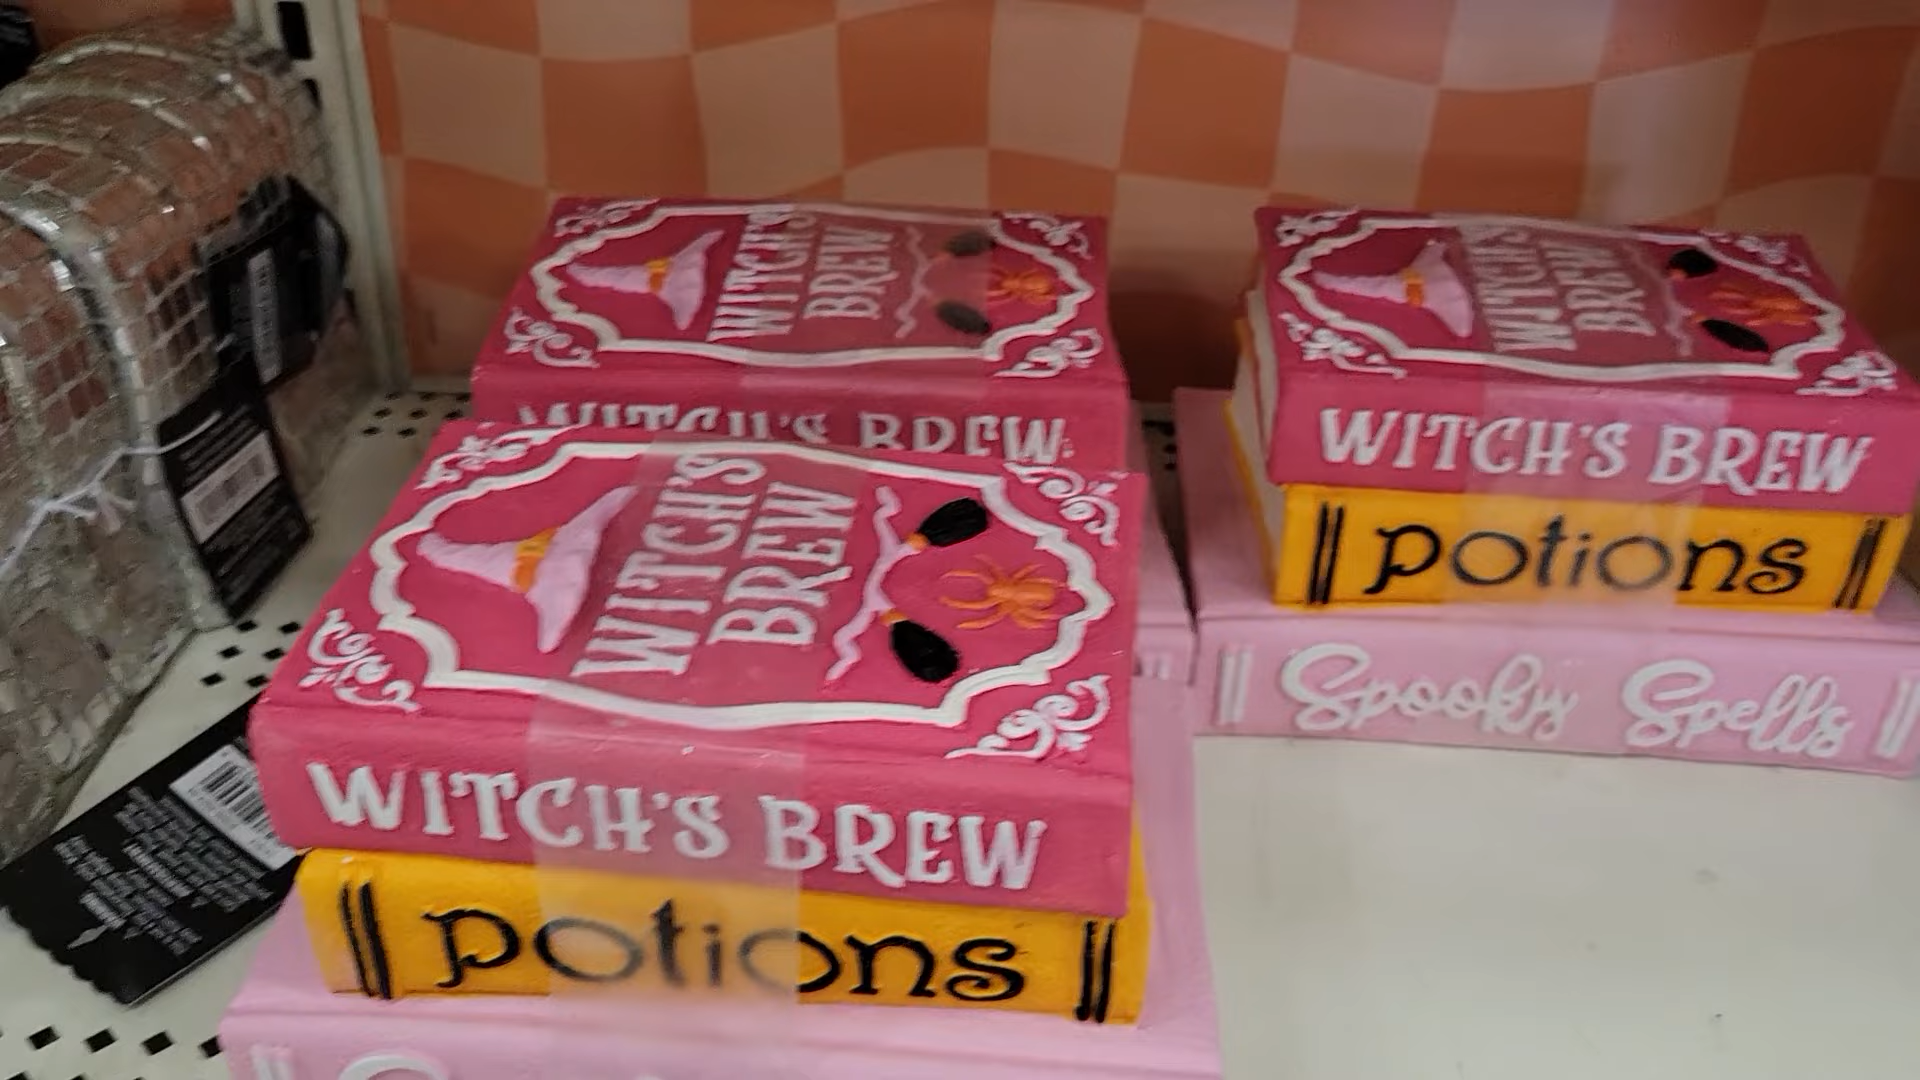 WITCH'S
BREW
WITCH'S BREW
WITCH'S
BREW
WITCH'S BREW
potions
Spooky Spells
WITCH'S
BREW
WITCH'S BREW
potions